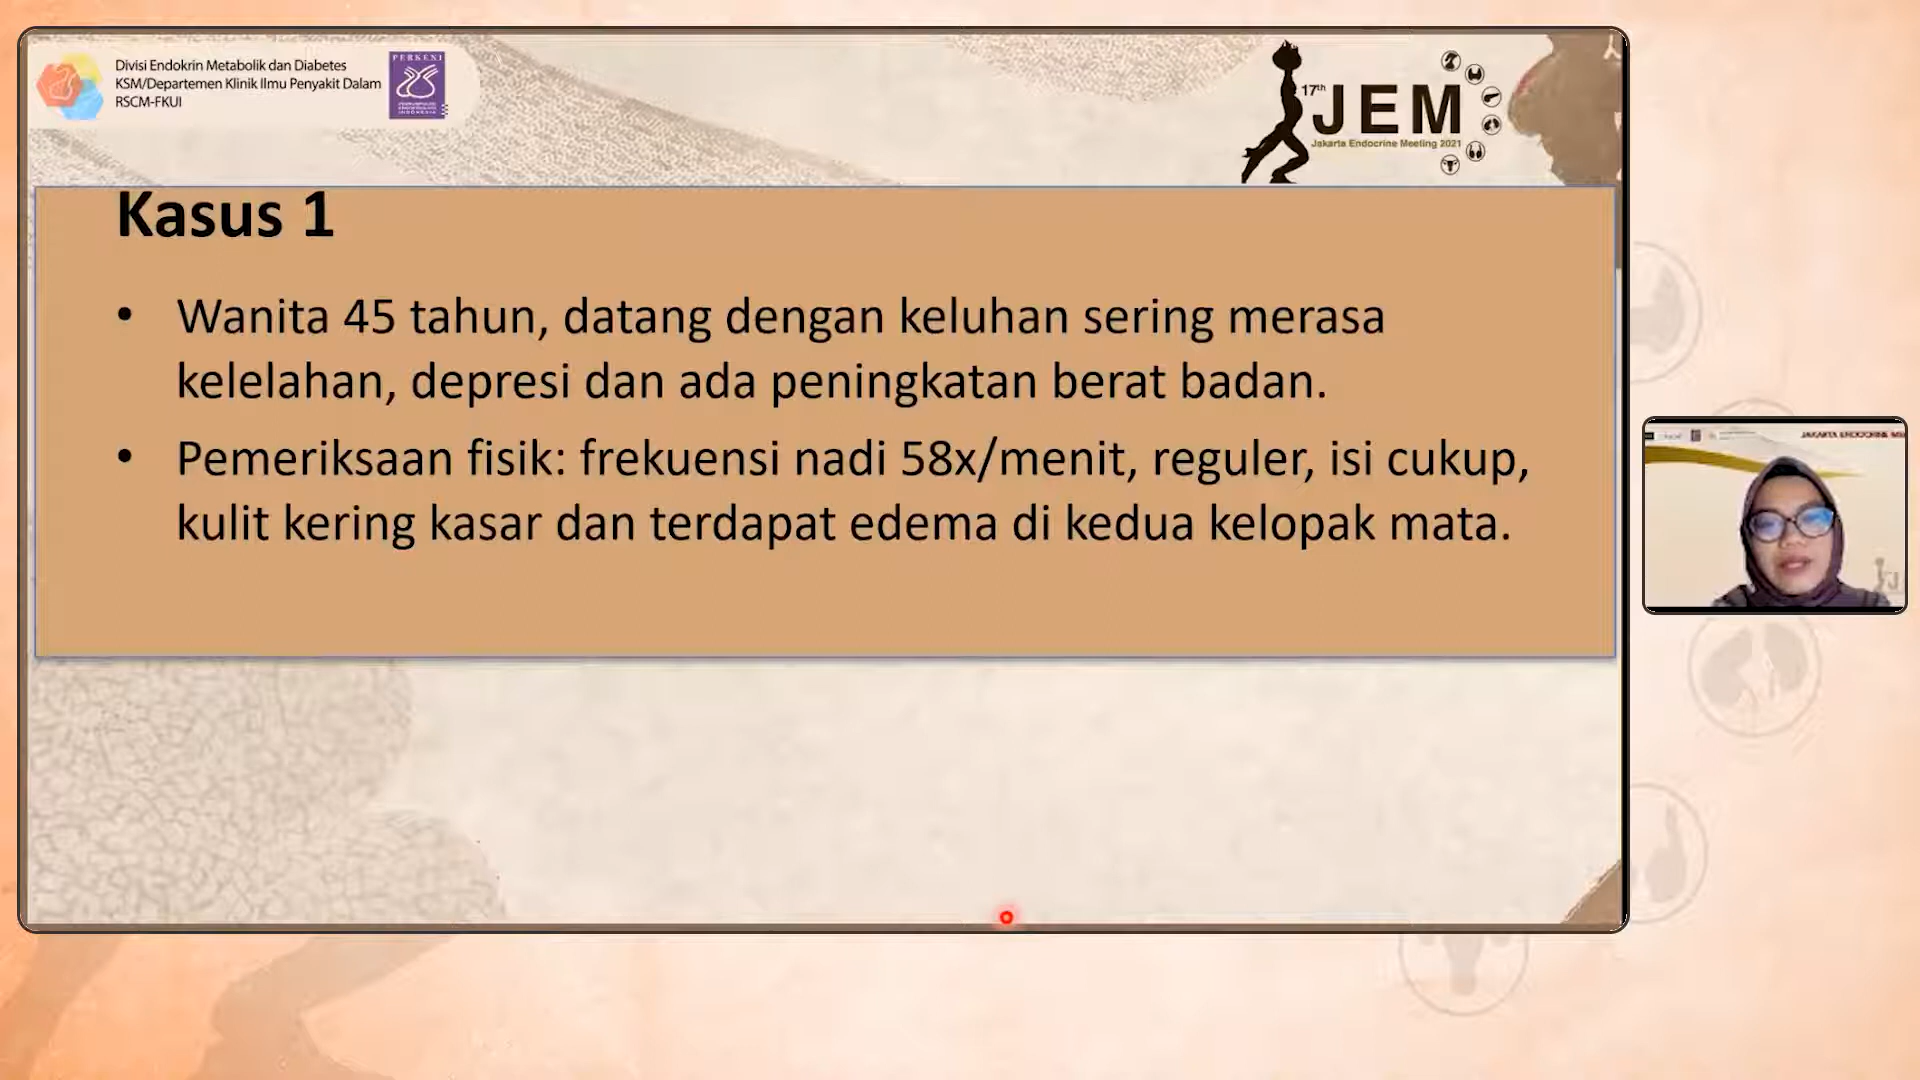 Divisi Endokrin Metabolik dan Diabetes
KSM/Departemen Klinik Ilmu Penyakit Dalam
RSCM-FKUI
PERKENI
17th
JEM
Jakarta Endocrine Meeting 2021
Kasus 1
• Wanita 45 tahun, datang dengan keluhan sering merasa
kelelahan, depresi dan ada peningkatan berat badan.
• Pemeriksaan fisik: frekuensi nadi 58x/menit, reguler, isi cukup,
kulit kering kasar dan terdapat edema di kedua kelopak mata.
JAKARTA ENDOCRINE